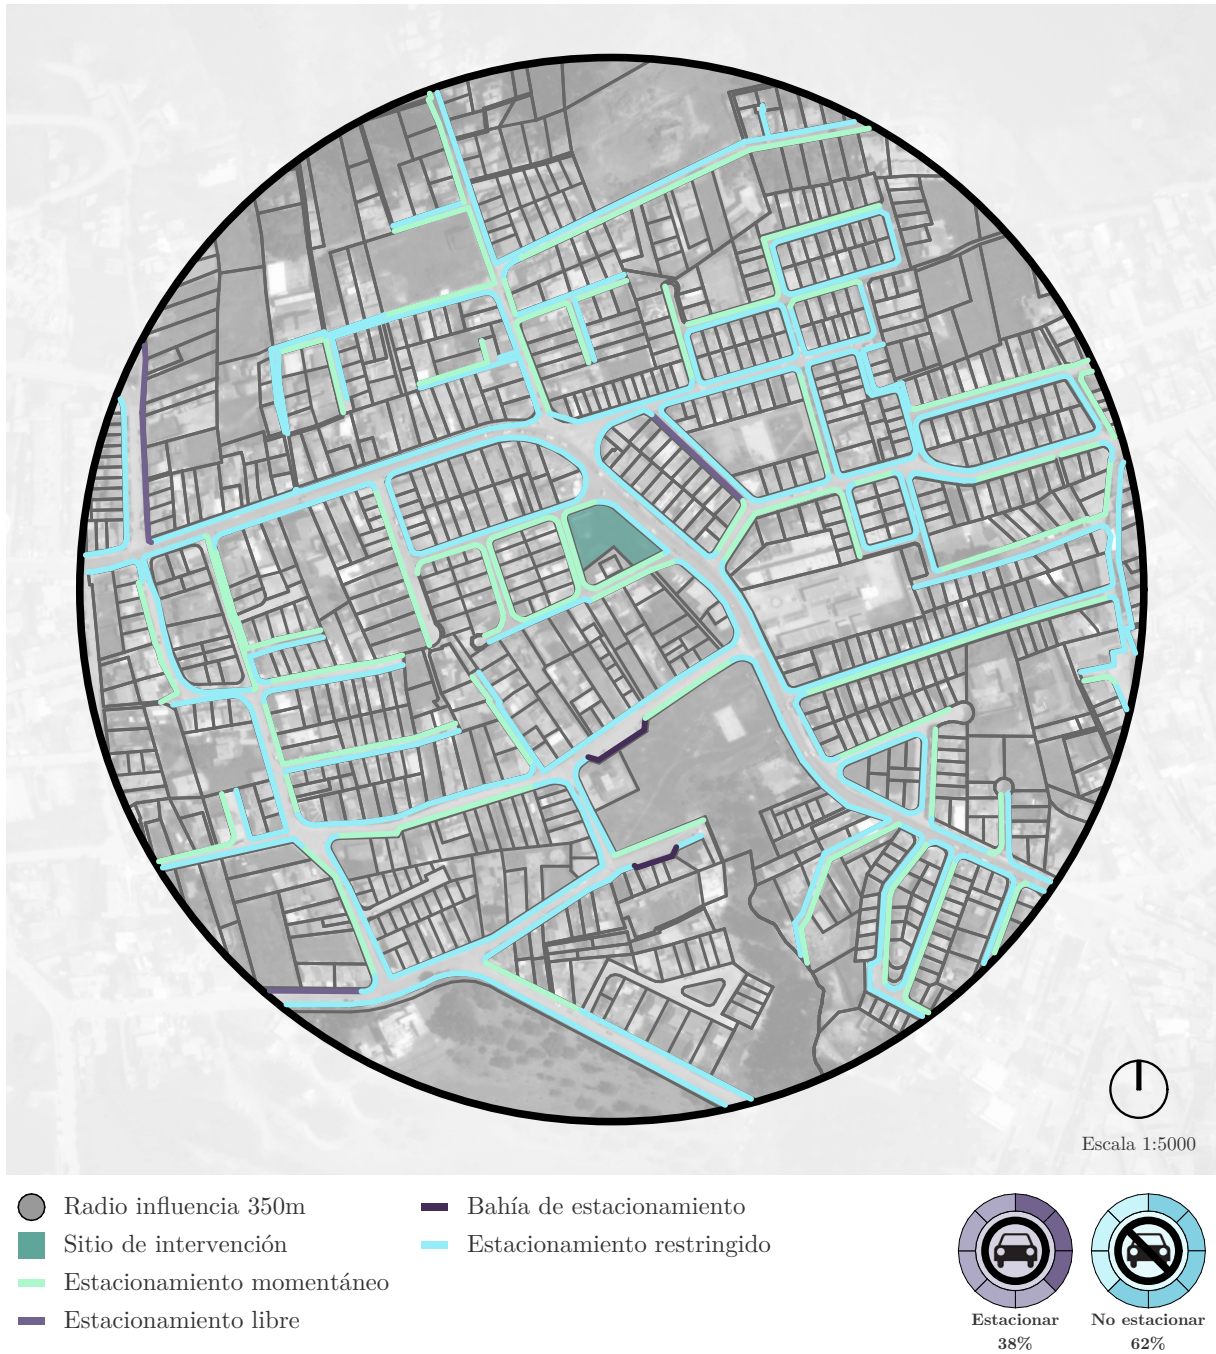 Escala 1:5000
Radio influencia 350m
Sitio de intervención
Estacionamiento momentáneo
Estacionamiento libre
Bahía de estacionamiento
Estacionamiento restringido
Estacionar
38%
No estacionar
62%